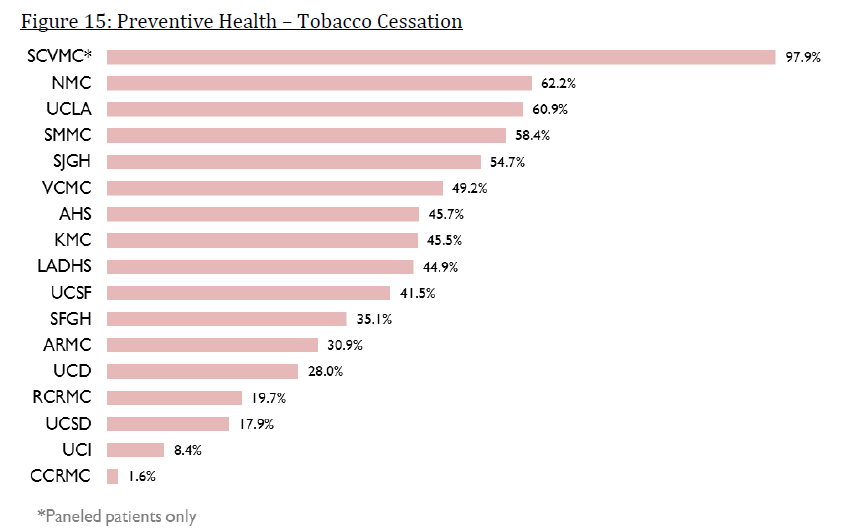 Figure 15: Preventive Health – Tobacco Cessation
SCVMC* 97.9%
NMC 62.2%
UCLA 60.9%
SMMC 58.4%
SJGH 54.7%
VCMC 49.2%
AHS 45.7%
KMC 45.5%
LADHS 44.9%
UCSF 41.5%
SFGH 35.1%
ARMC 30.9%
UCD 28.0%
RCRMC 19.7%
UCSD 17.9%
UCI 8.4%
CCRMC 1.6%
*Paneled patients only